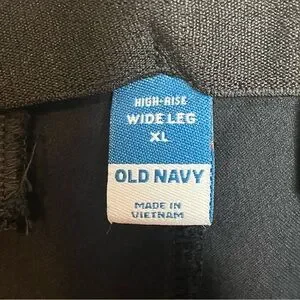 HIGH-RISE
WIDE LEG
XL
OLD NAVY
MADE IN
VIETNAM